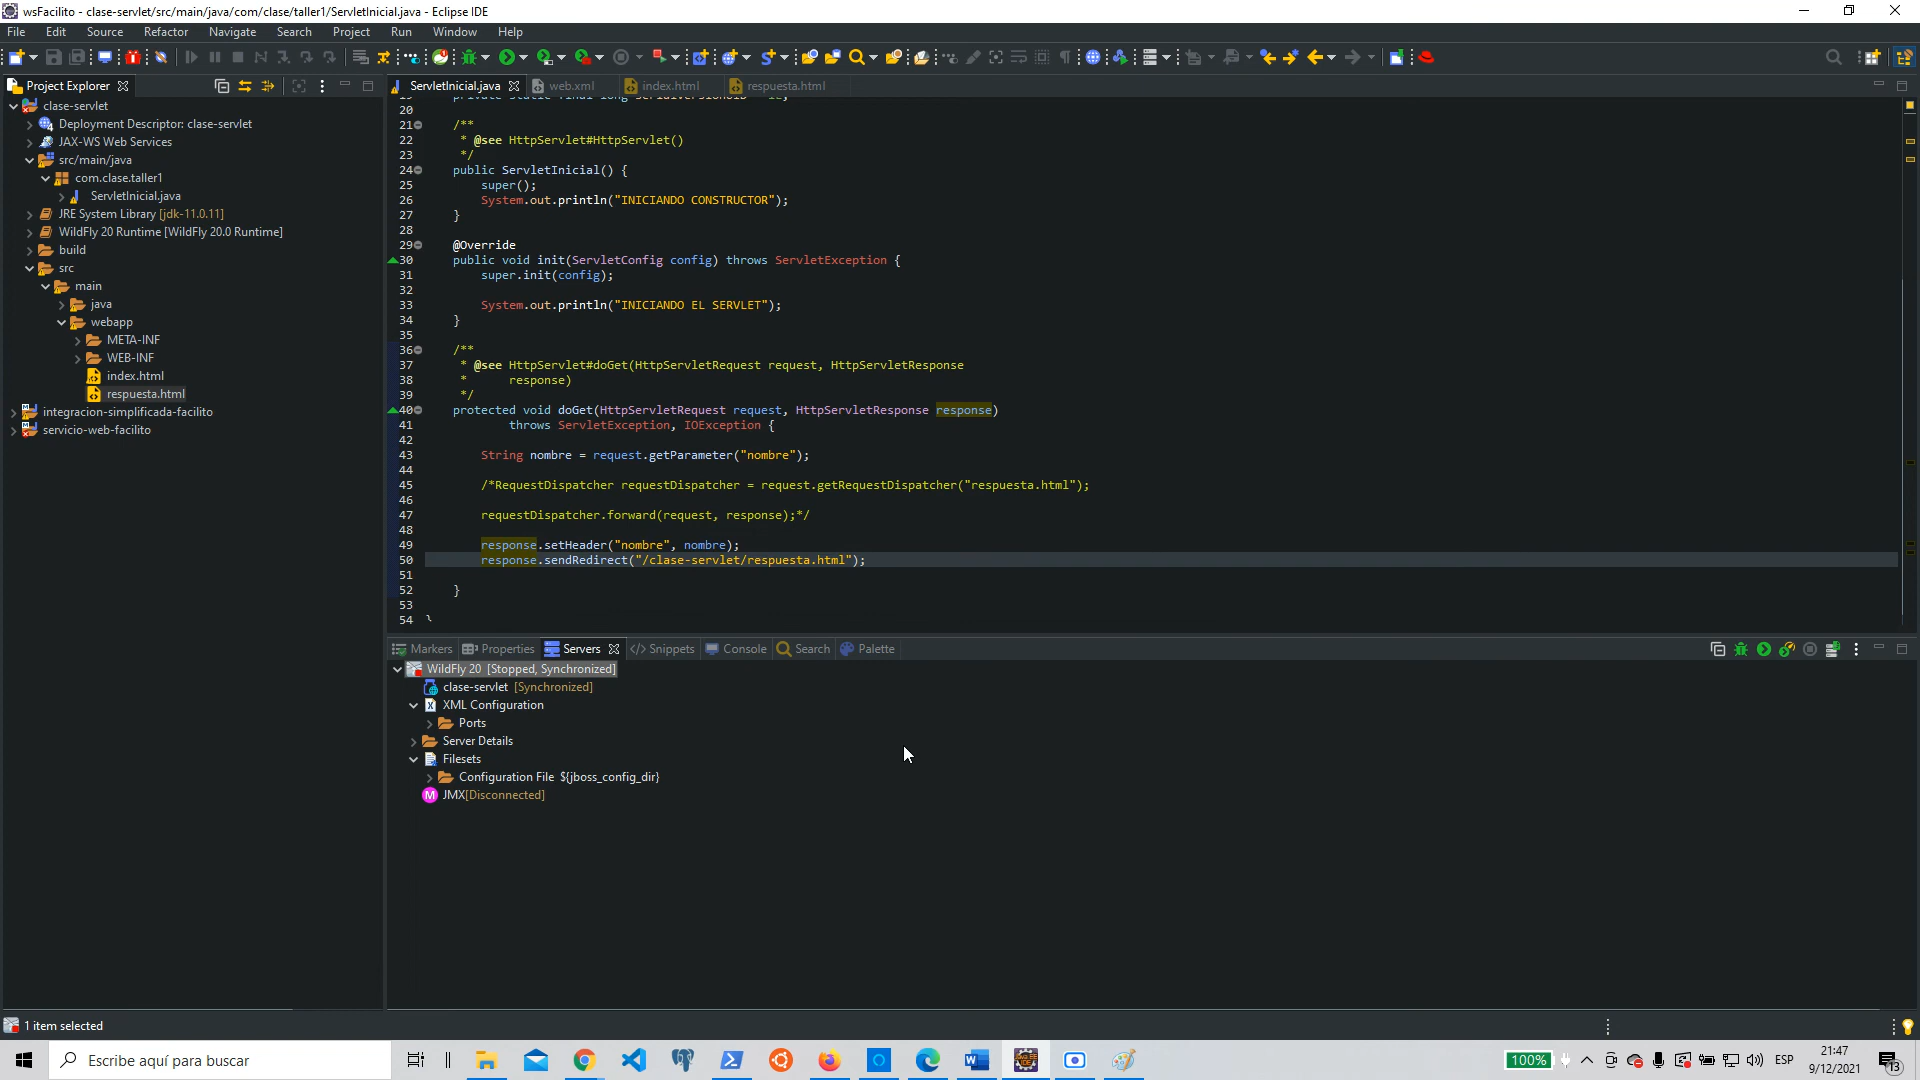 wsFacilito - clase-servlet/src/main/java/com/clase/taller1/ServletInicial.java - Eclipse IDE
File Edit Source Refactor Navigate Search Project Run Window Help
Project Explorer
clase-servlet
Deployment Descriptor: clase-servlet
JAX-WS Web Services
src/main/java
com.clase.taller1
ServletInicial.java
JRE System Library [jdk-11.0.11]
WildFly 20 Runtime [WildFly 20.0 Runtime]
build
src
main
java
webapp
META-INF
WEB-INF
index.html
respuesta.html
integracion-simplificada-facilito
servicio-web-facilito
ServletInicial.java web.xml index.html respuesta.html
20
21 /**
22 * @see HttpServlet#HttpServlet()
23 */
24 public ServletInicial() {
25 super();
26 System.out.println("INICIANDO CONSTRUCTOR");
27 }
28
29 @Override
30 public void init(ServletConfig config) throws ServletException {
31 super.init(config);
32
33 System.out.println("INICIANDO EL SERVLET");
34 }
35
36 /**
37 * @see HttpServlet#doGet(HttpServletRequest request, HttpServletResponse
38 * response)
39 */
40 protected void doGet(HttpServletRequest request, HttpServletResponse response)
41 throws ServletException, IOException {
42
43 String nombre = request.getParameter("nombre");
44
45 /*RequestDispatcher requestDispatcher = request.getRequestDispatcher("respuesta.html");
46
47 requestDispatcher.forward(request, response);*/
48
49 response.setHeader("nombre", nombre);
50 response.sendRedirect("/clase-servlet/respuesta.html");
51
52 }
53
54
Markers Properties Servers </> Snippets Console Search Palette
WildFly 20 [Stopped, Synchronized]
clase-servlet [Synchronized]
XML Configuration
Ports
Server Details
Filesets
Configuration File ${jboss_config_dir}
JMX[Disconnected]
1 item selected
Escribe aquí para buscar
100%
ESP
21:47
9/12/2021
13